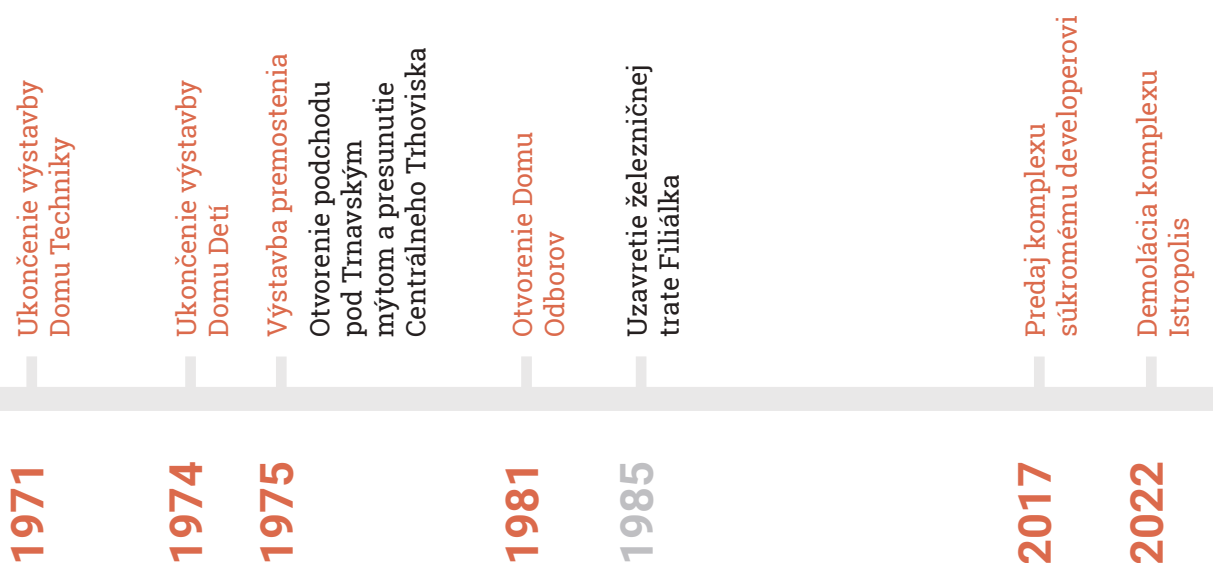 1971
Ukončenie výstavby
Domu Techniky
1974
Ukončenie výstavby
Domu Detí
1975
Výstavba premostenia
Otvorenie podchodu
pod Trnavským
mýtom a presunutie
Centrálneho Trhoviska
1981
Otvorenie Domu
Odborov
1985
Uzavretie železničnej
trate Filiálka
2017
Predaj komplexu
súkromému developerovi
2022
Demolácia komplexu
Istropolis